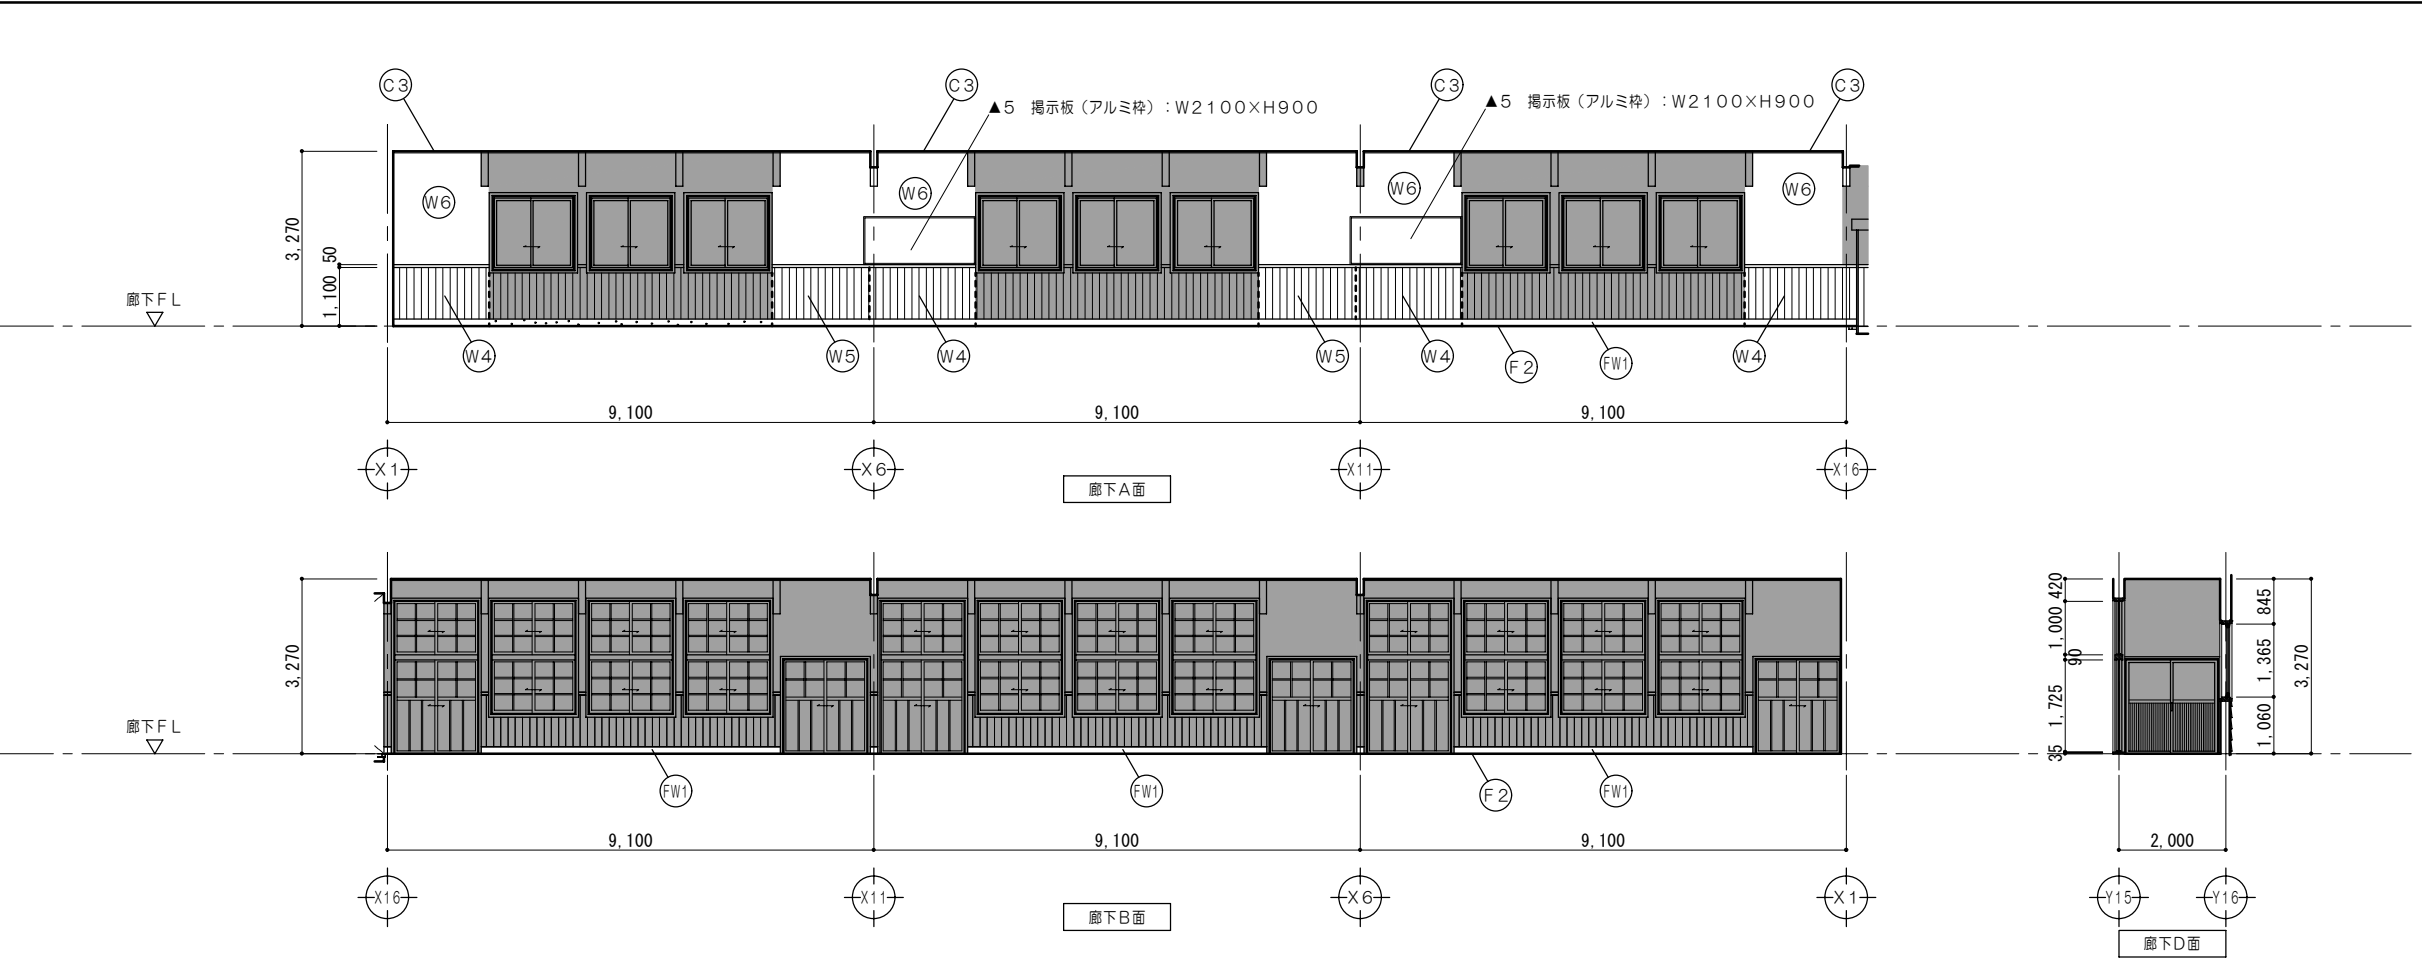 C3 C3 C3 C3
▲5 掲示板（アルミ枠）：W2100×H900 ▲5 掲示板（アルミ枠）：W2100×H900
W6 W6 W6 W6
3,270
50
1,100
廊下FL
W4 W5 W4 W5 W4 F2 FW1 W4
9,100 9,100 9,100
X1 X6 X11 X16
廊下A面
3,270
廊下FL
FW1 FW1 F2 FW1
9,100 9,100 9,100
X16 X11 X6 X1
廊下B面
420
1,000
90
1,725
35
845
1,365
1,060
3,270
2,000
Y15 Y16
廊下D面